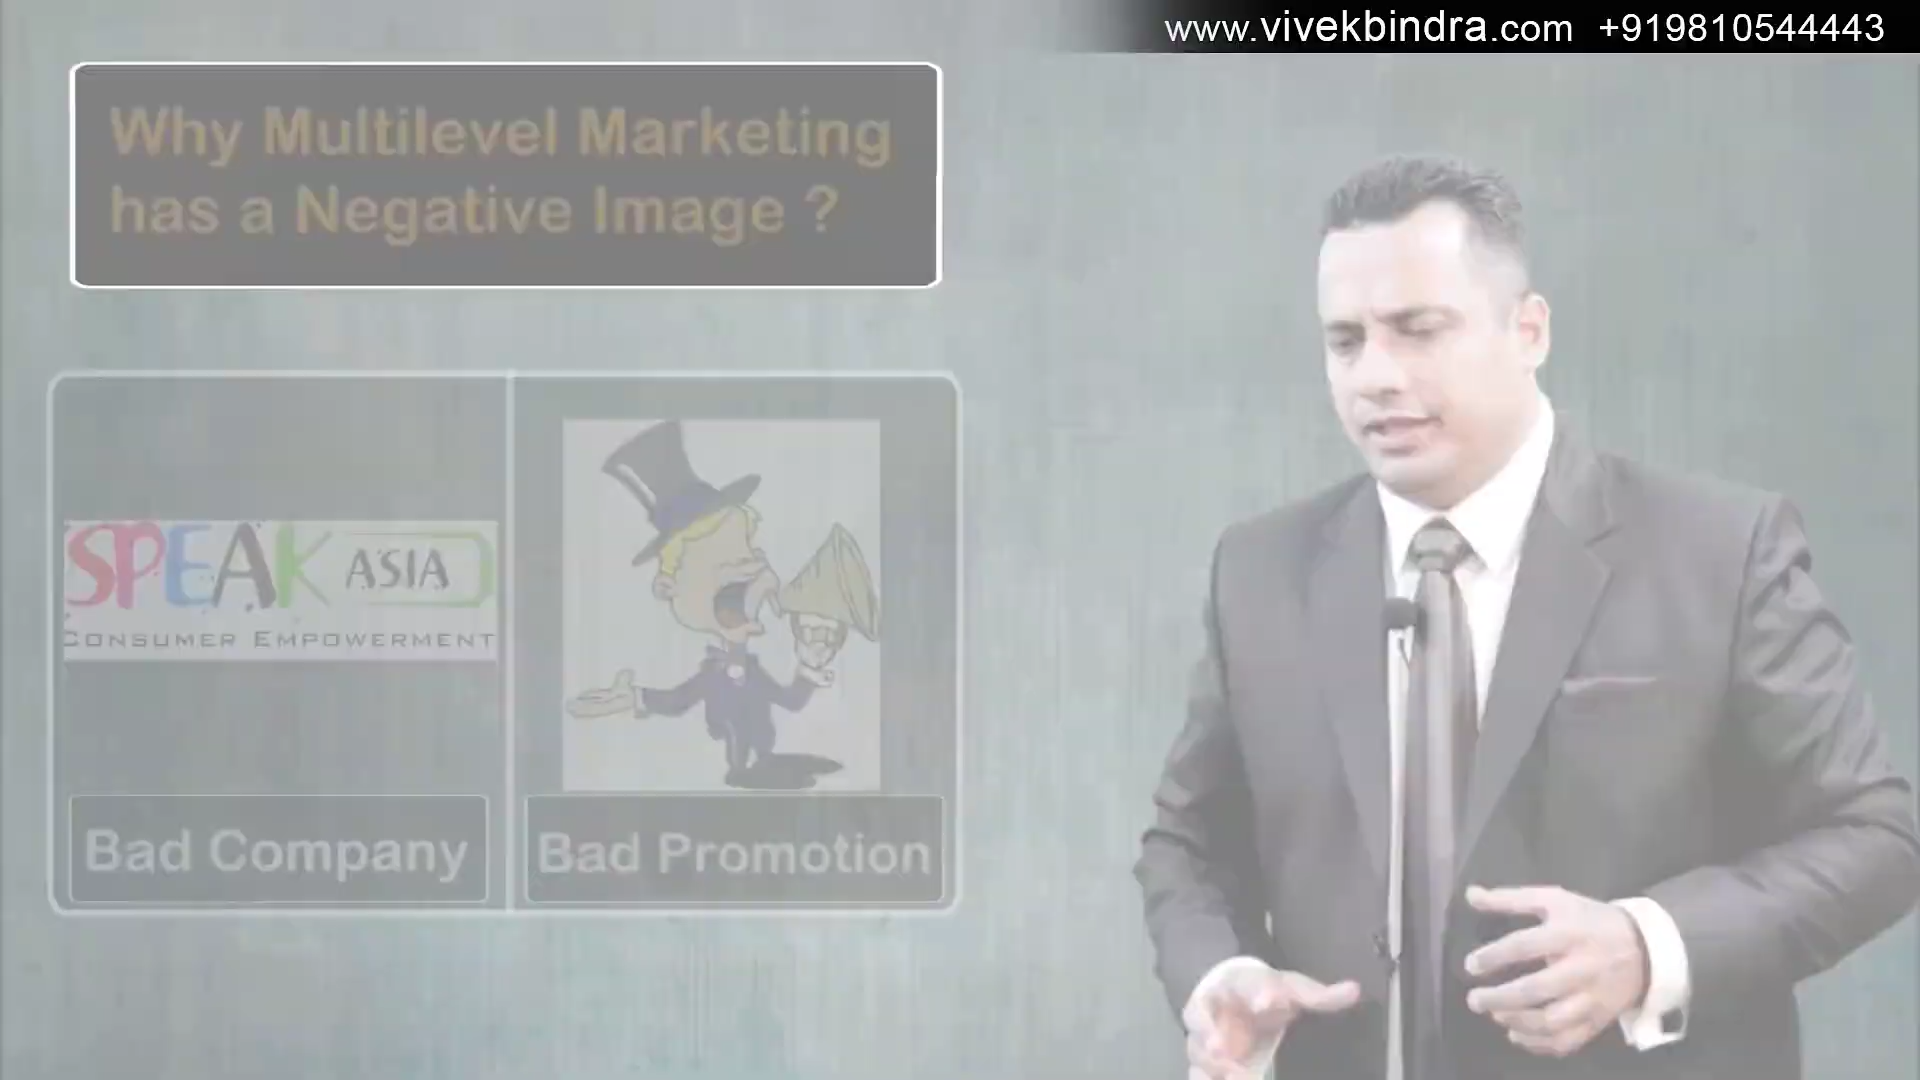 www.vivekbindra.com +919810544443
Why Multilevel Marketing
has a Negative Image ?
SPEAK ASIA
CONSUMER EMPOWERMENT
Bad Company
Bad Promotion